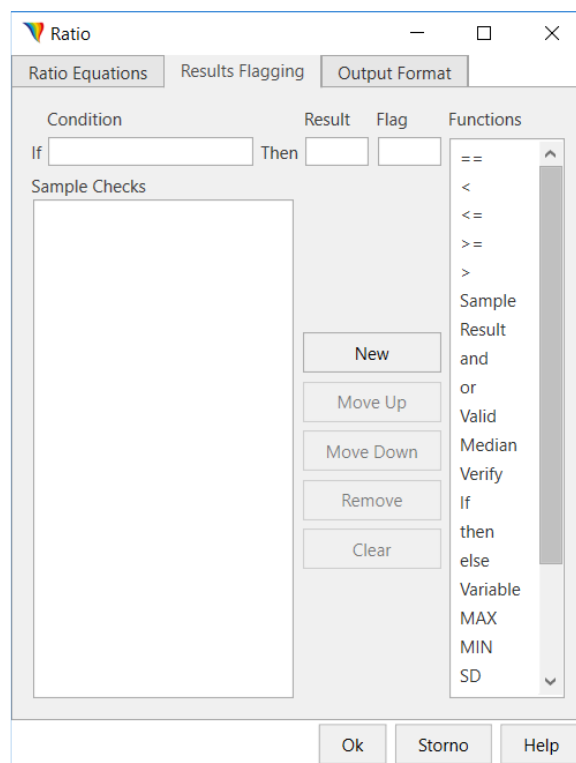 Ratio
Ratio Equations Results Flagging Output Format
Condition Result Flag Functions
If Then
Sample Checks
==
<
<=
>=
>
Sample
Result
and
or
Valid
Median
Verify
If
then
else
Variable
MAX
MIN
SD
New
Move Up
Move Down
Remove
Clear
Ok Storno Help